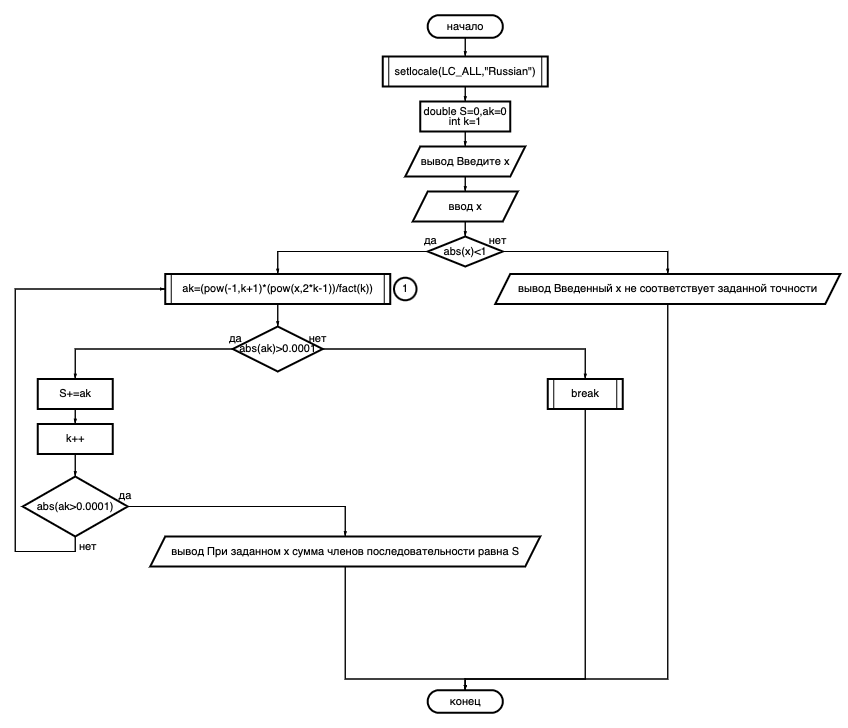 начало
setlocale(LC_ALL,"Russian")
double S=0,ak=0
int k=1
вывод Введите x
ввод x
да
abs(x)<1
нет
ak=(pow(-1,k+1)*(pow(x,2*k-1))/fact(k))
1
вывод Введенный x не соответствует заданной точности
да
abs(ak)>0.0001
нет
S+=ak
break
k++
abs(ak>0.0001)
да
нет
вывод При заданном x сумма членов последовательности равна S
конец